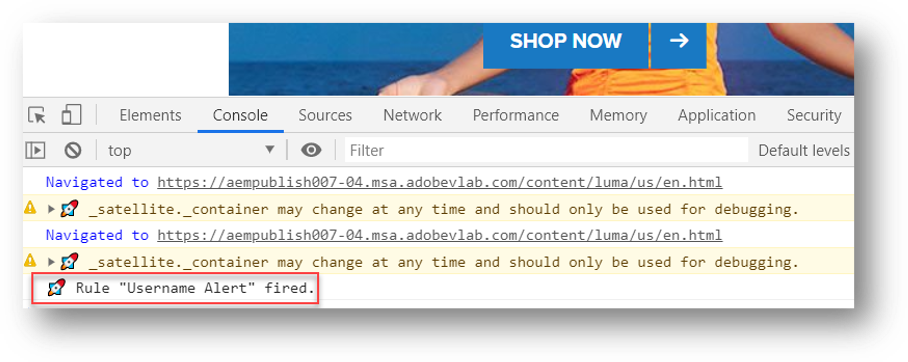 SHOP NOW →
Elements Console Sources Network Performance Memory Application Security
top Filter Default levels
Navigated to https://aempublish007-04.msa.adobevlab.com/content/luma/us/en.html
_satellite._container may change at any time and should only be used for debugging.
Navigated to https://aempublish007-04.msa.adobevlab.com/content/luma/us/en.html
_satellite._container may change at any time and should only be used for debugging.
Rule "Username Alert" fired.